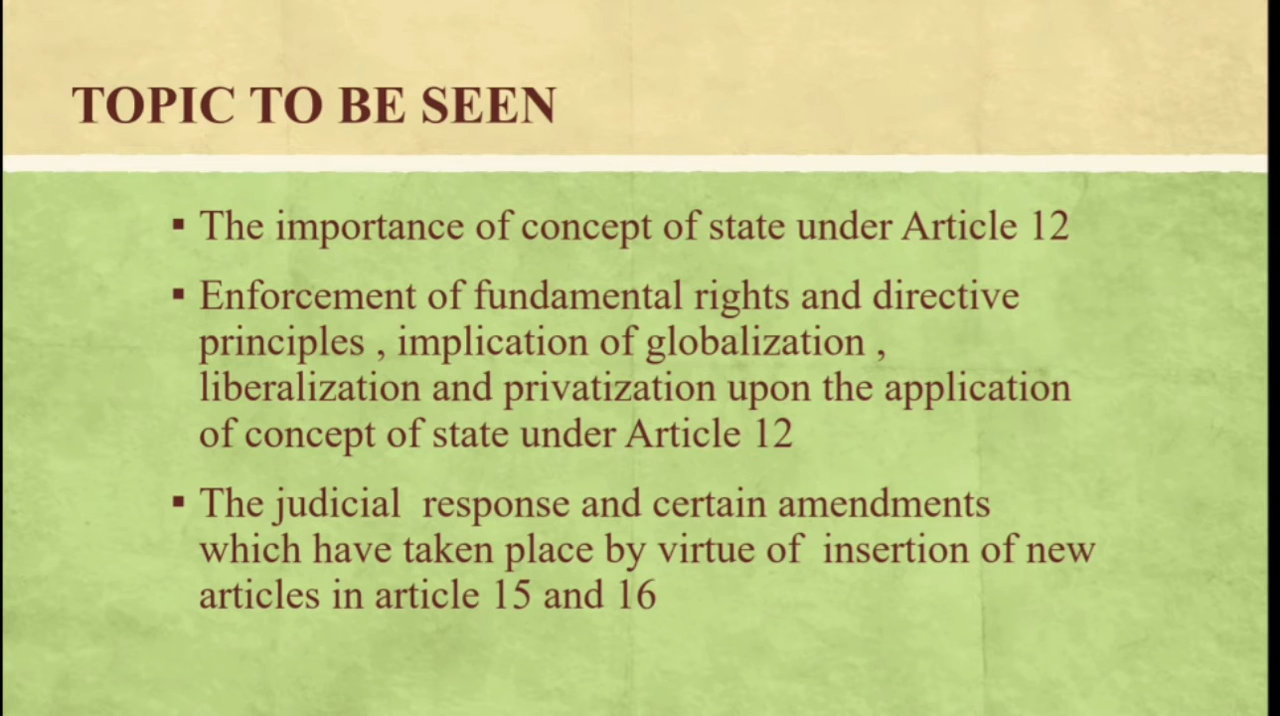 TOPIC TO BE SEEN
▪ The importance of concept of state under Article 12
▪ Enforcement of fundamental rights and directive
principles , implication of globalization ,
liberalization and privatization upon the application
of concept of state under Article 12
▪ The judicial  response and certain amendments
which have taken place by virtue of  insertion of new
articles in article 15 and 16